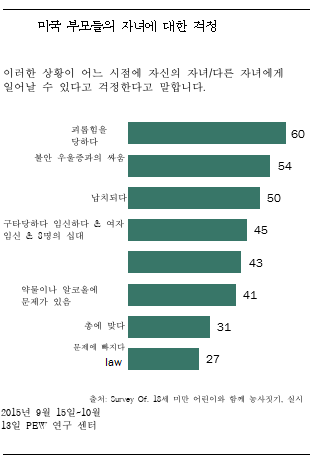 미국 부모들의 자녀에 대한 걱정
이러한 상황이 어느 시점에 자신의 자녀/다른 자녀에게
일어날 수 있다고 걱정한다고 말합니다.
괴롭힘을
당하다
60
불안 우울증과의 싸움
54
납치되다
50
구타당하다 임신하다 은 여자
임신 은 8명의 십대
45
43
약물이나 알코올에
문제가 있음
41
총에 맞다
31
문제에 빠지다
law
27
출처: Survey Of. 18세 미만 어린이와 함께 농사짓기, 실시
2015년 9월 15일~10월
13일 PEW 연구 센터